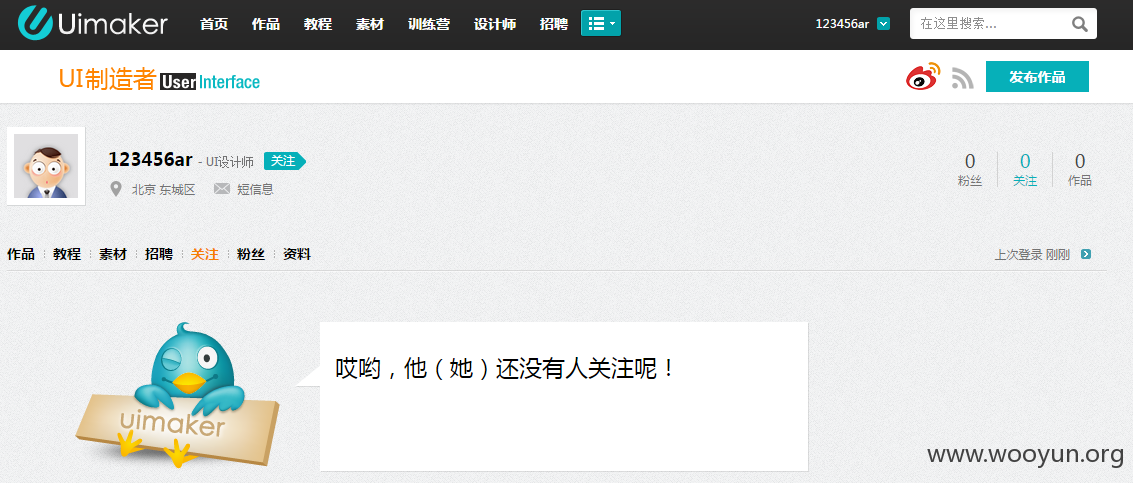 Uimaker 首页 作品 教程 素材 训练营 设计师 招聘 123456ar 在这里搜索...
UI制造者 User Interface 发布作品
123456ar - UI设计师 关注
北京 东城区 短信息
0 0 0
粉丝 关注 作品
作品 教程 素材 招聘 关注 粉丝 资料 上次登录 刚刚
哎哟，他（她）还没有人关注呢！
uimaker
www.wooyun.org